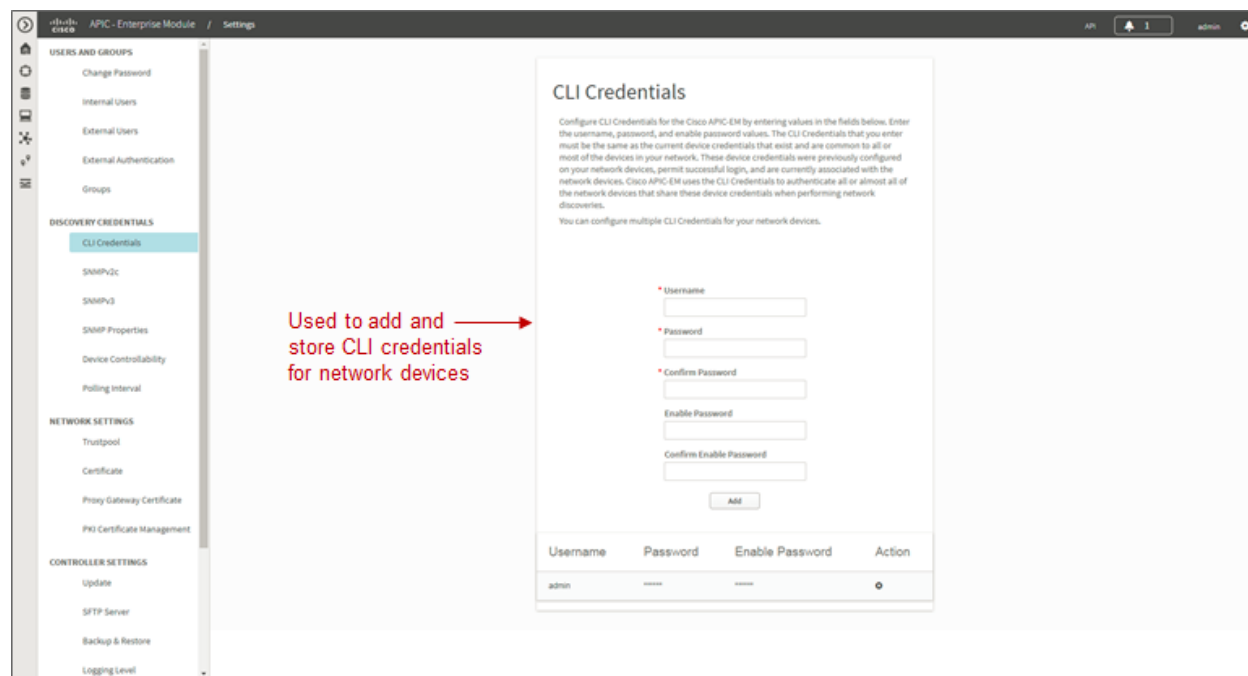 cisco APIC - Enterprise Module / Settings
API 1 admin
USERS AND GROUPS
Change Password
Internal Users
External Users
External Authentication
Groups
DISCOVERY CREDENTIALS
CLI Credentials
SNMPv2c
SNMPv3
SNMP Properties
Device Controllability
Polling Interval
NETWORK SETTINGS
Trustpool
Certificate
Proxy Gateway Certificate
PKI Certificate Management
CONTROLLER SETTINGS
Update
SFTP Server
Backup & Restore
Logging Level
Used to add and
store CLI credentials
for network devices
CLI Credentials
Configure CLI Credentials for the Cisco APIC-EM by entering values in the fields below. Enter
the username, password, and enable password values. The CLI Credentials that you enter
must be the same as the current device credentials that exist and are common to all or
most of the devices in your network. These device credentials were previously configured
on your network devices, permit successful login, and are currently associated with the
network devices. Cisco APIC-EM uses the CLI Credentials to authenticate all or almost all of
the network devices that share these device credentials when performing network
discoveries.
You can configure multiple CLI Credentials for your network devices.
* Username
* Password
* Confirm Password
Enable Password
Confirm Enable Password
Add
Username Password Enable Password Action
admin ****** ******